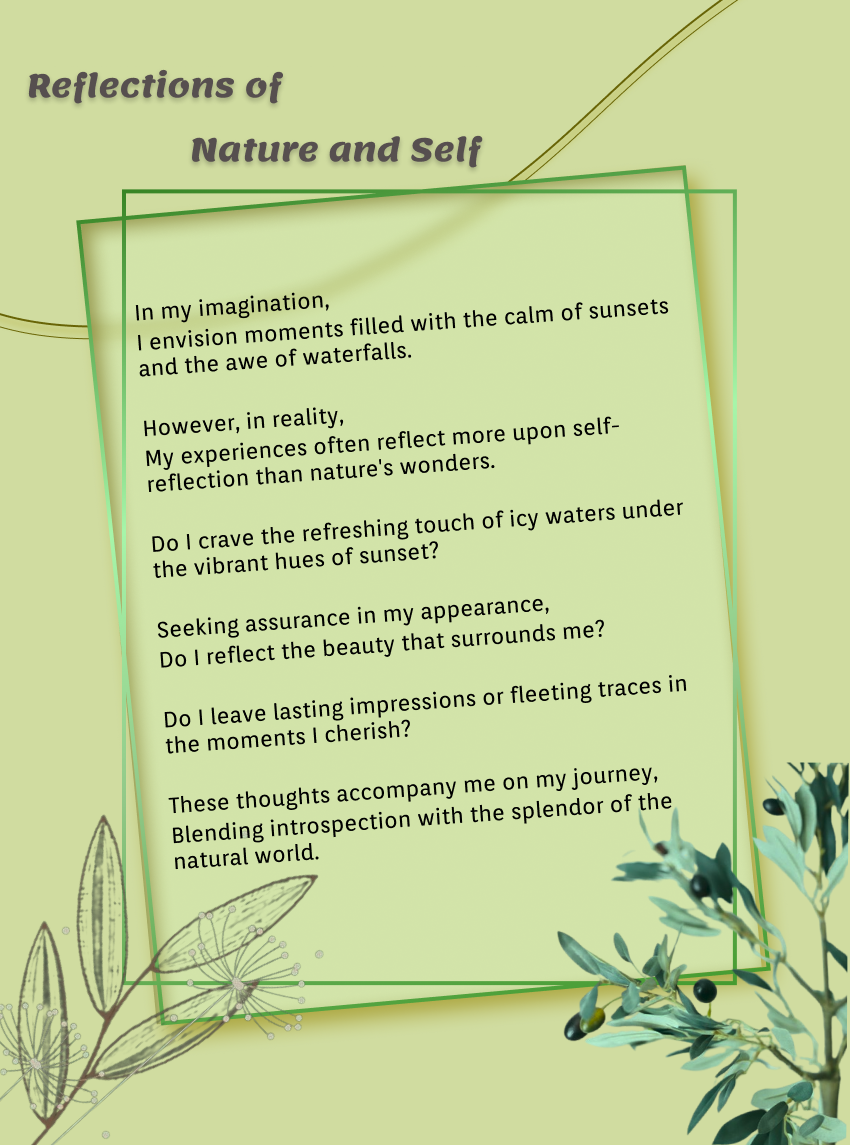 Reflections of
Nature and Self
In my imagination,
I envision moments filled with the calm of sunsets
and the awe of waterfalls.
However, in reality,
My experiences often reflect more upon self-
reflection than nature's wonders.
Do I crave the refreshing touch of icy waters under
the vibrant hues of sunset?
Seeking assurance in my appearance,
Do I reflect the beauty that surrounds me?
Do I leave lasting impressions or fleeting traces in
the moments I cherish?
These thoughts accompany me on my journey,
Blending introspection with the splendor of the
natural world.